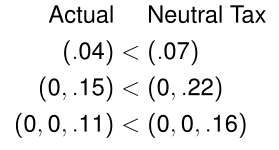 Actual Neutral Tax
(.04) < (.07)
(0, .15) < (0, .22)
(0, 0, .11) < (0, 0, .16)